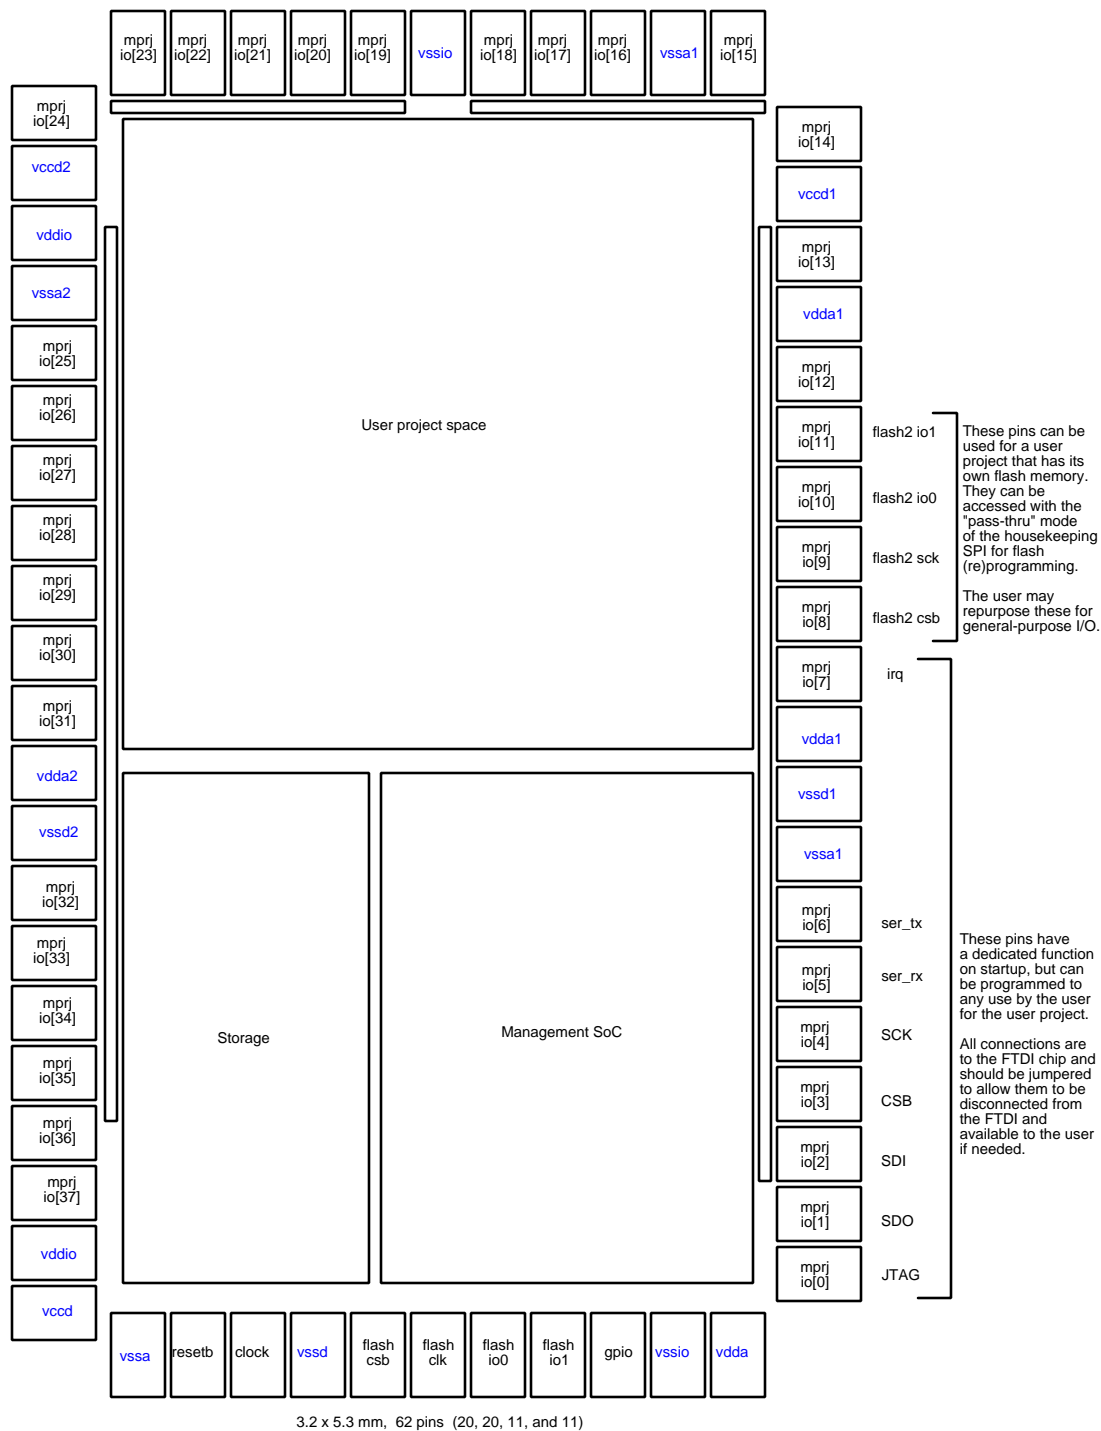 mprj
io[23]
mprj
io[22]
mprj
io[21]
mprj
io[20]
mprj
io[19]
vssio
mprj
io[18]
mprj
io[17]
mprj
io[16]
vssa1
mprj
io[15]
mprj
io[24]
vccd2
vddio
vssa2
mprj
io[25]
mprj
io[26]
mprj
io[27]
mprj
io[28]
mprj
io[29]
mprj
io[30]
mprj
io[31]
vdda2
vssd2
mprj
io[32]
mprj
io[33]
mprj
io[34]
mprj
io[35]
mprj
io[36]
mprj
io[37]
vddio
vccd
User project space
Storage
Management SoC
mprj
io[14]
vccd1
mprj
io[13]
vdda1
mprj
io[12]
mprj
io[11]
flash2 io1
mprj
io[10]
flash2 io0
mprj
io[9]
flash2 sck
mprj
io[8]
flash2 csb
These pins can be
used for a user
project that has its
own flash memory.
They can be
accessed with the
"pass-thru" mode
of the housekeeping
SPI for flash
(re)programming.
The user may
repurpose these for
general-purpose I/O.
mprj
io[7]
irq
vdda1
vssd1
vssa1
mprj
io[6]
ser_tx
mprj
io[5]
ser_rx
mprj
io[4]
SCK
mprj
io[3]
CSB
mprj
io[2]
SDI
mprj
io[1]
SDO
mprj
io[0]
JTAG
These pins have
a dedicated function
on startup, but can
be programmed to
any use by the user
for the user project.
All connections are
to the FTDI chip and
should be jumpered
to allow them to be
disconnected from
the FTDI and
available to the user
if needed.
vssa
resetb
clock
vssd
flash
csb
flash
clk
flash
io0
flash
io1
gpio
vssio
vdda
3.2 x 5.3 mm, 62 pins (20, 20, 11, and 11)